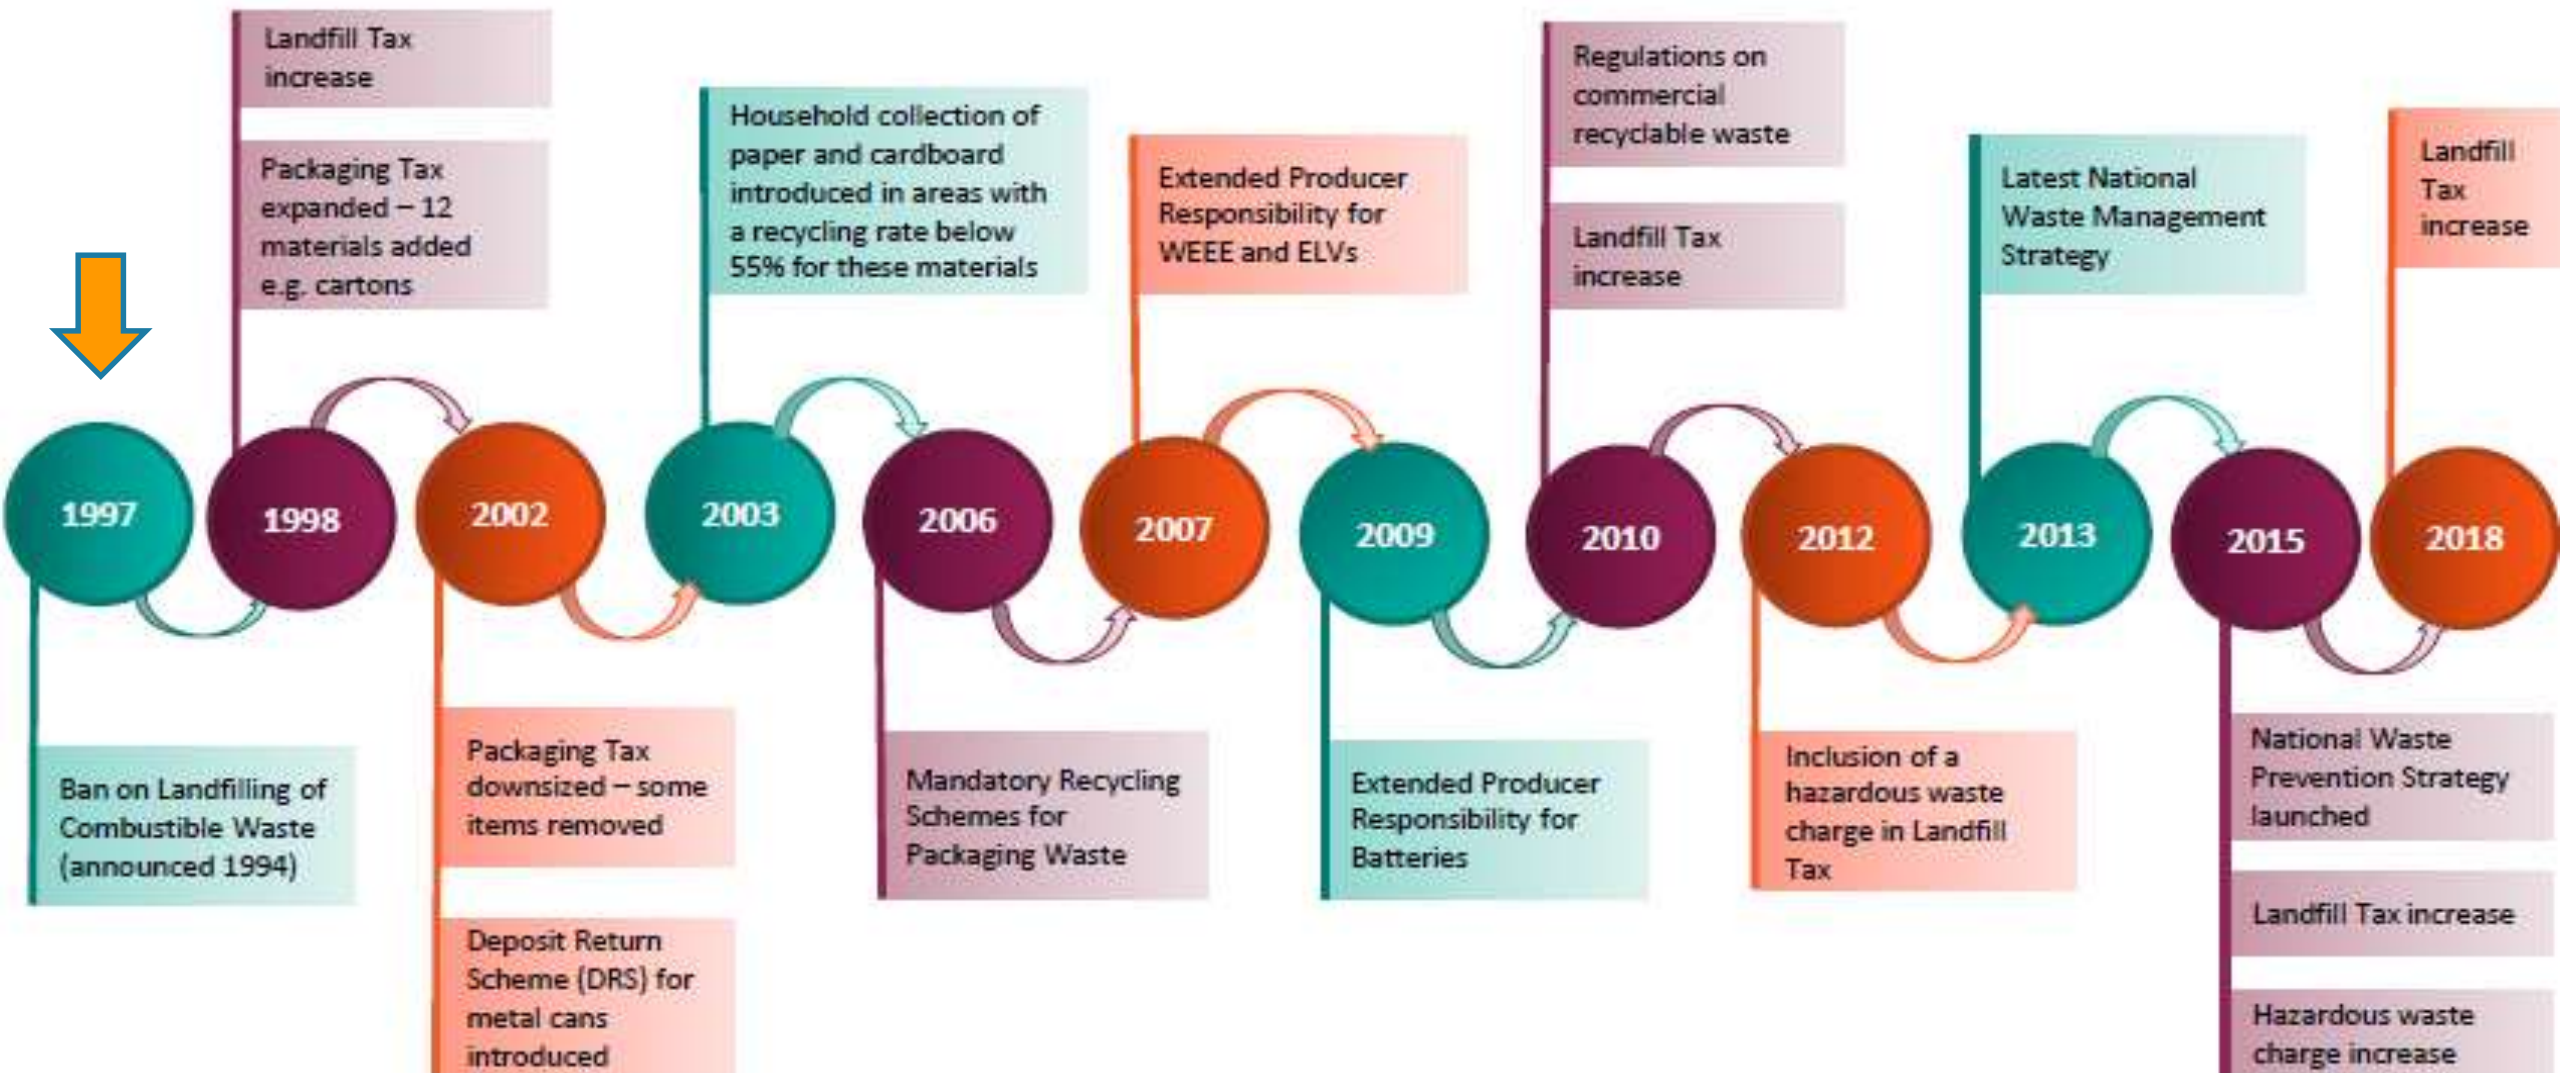 Landfill Tax
increase
Packaging Tax
expanded – 12
materials added
e.g. cartons
Household collection of
paper and cardboard
introduced in areas with
a recycling rate below
55% for these materials
Extended Producer
Responsibility for
WEEE and ELVs
Regulations on
commercial
recyclable waste
Landfill Tax
increase
Latest National
Waste Management
Strategy
Landfill
Tax
increase
1997
1998
2002
2003
2006
2007
2009
2010
2012
2013
2015
2018
Ban on Landfilling of
Combustible Waste
(announced 1994)
Packaging Tax
downsized – some
items removed
Deposit Return
Scheme (DRS) for
metal cans
introduced
Mandatory Recycling
Schemes for
Packaging Waste
Extended Producer
Responsibility for
Batteries
Inclusion of a
hazardous waste
charge in Landfill
Tax
National Waste
Prevention Strategy
launched
Landfill Tax increase
Hazardous waste
charge increase